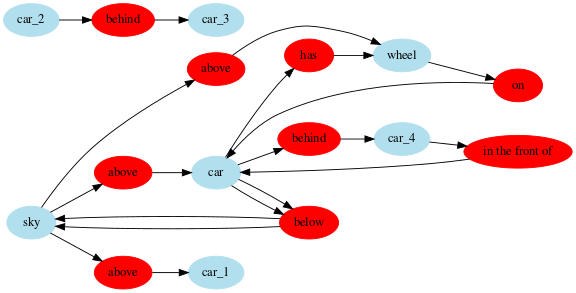 car_2
behind
car_3
above
has
wheel
on
behind
car_4
in the front of
above
car
sky
below
above
car_1